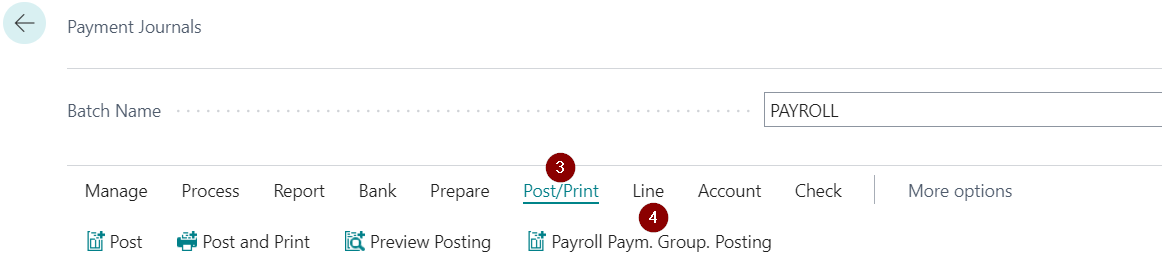 Payment Journals
Batch Name PAYROLL
3
Manage Process Report Bank Prepare Post/Print Line Account Check More options
4
Post Post and Print Preview Posting Payroll Paym. Group. Posting